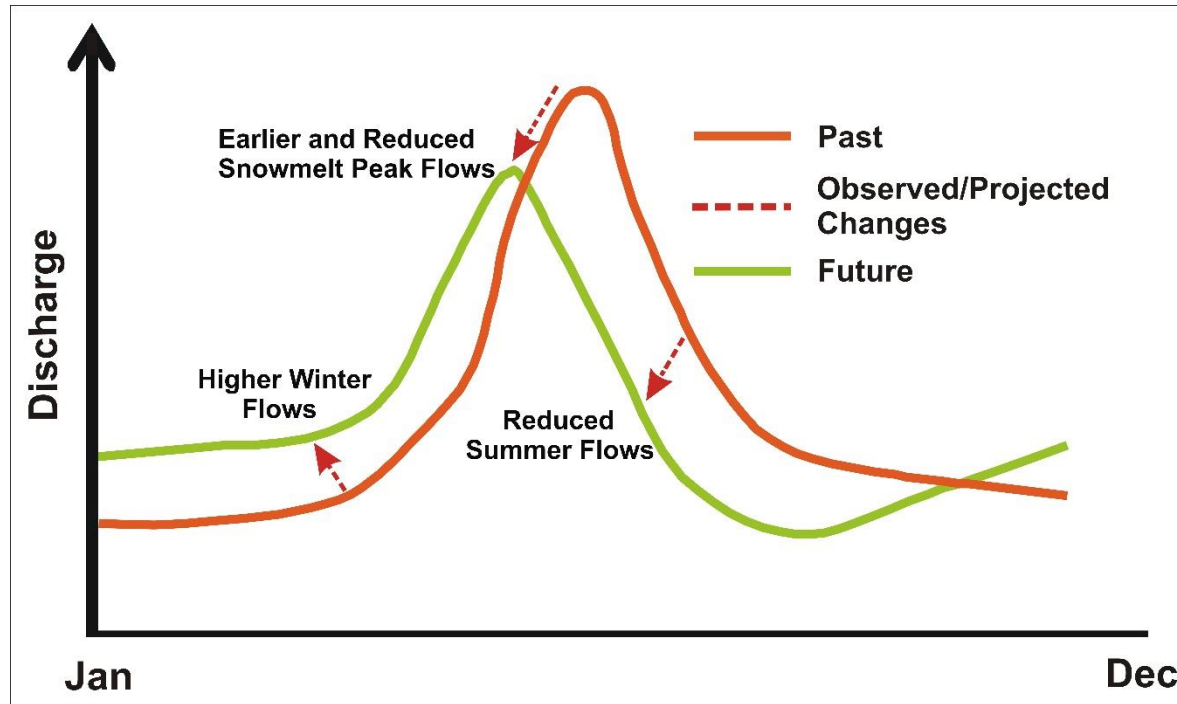 Discharge
Earlier and Reduced
Snowmelt Peak Flows
Higher Winter
Flows
Reduced
Summer Flows
Past
Observed/Projected
Changes
Future
Jan
Dec